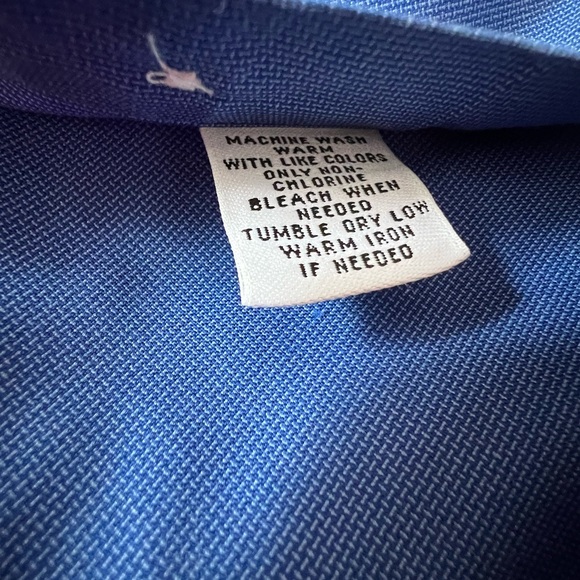 MACHINE WASH
WARM
WITH LIKE COLORS
ONLY NON-
CHLORINE
BLEACH WHEN
NEEDED
TUMBLE DRY LOW
WARM IRON
IF NEEDED